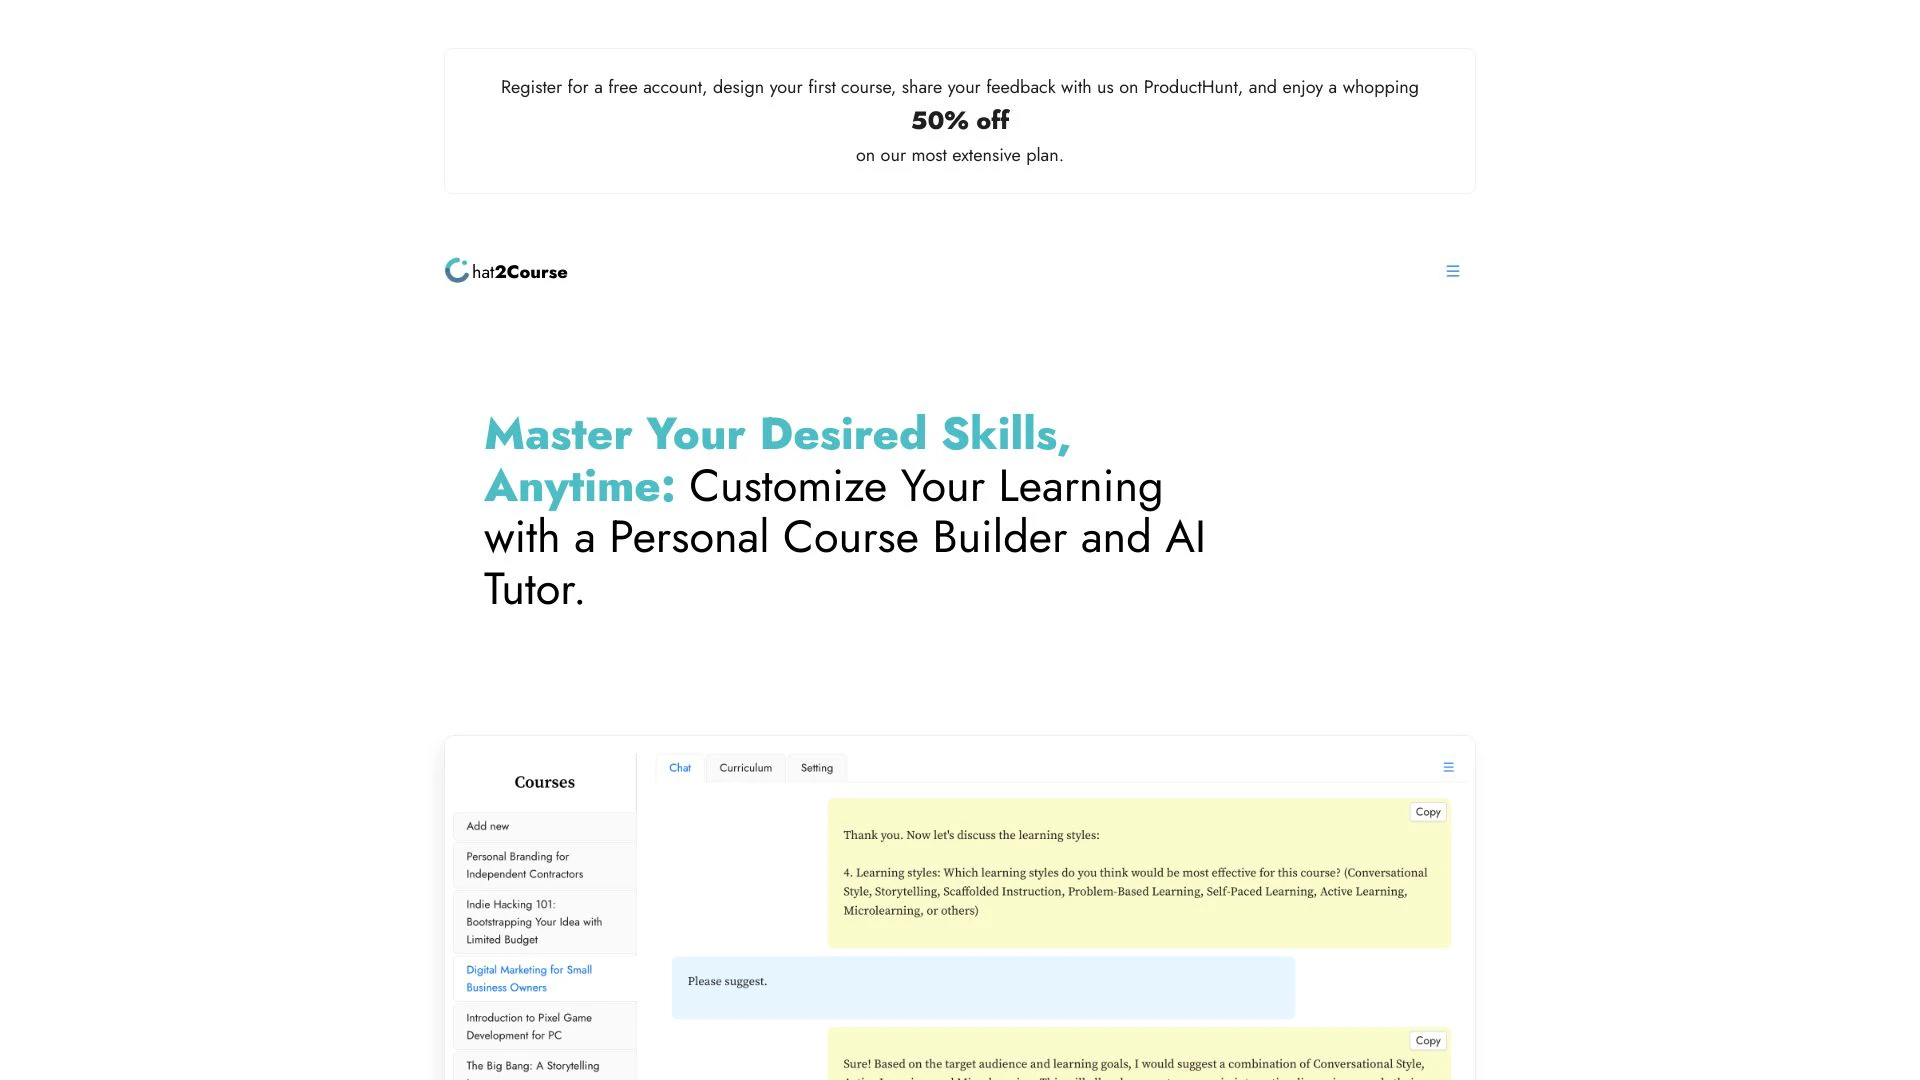 Register for a free account, design your first course, share your feedback with us on ProductHunt, and enjoy a whopping
50% off
on our most extensive plan.
Chat2Course
Master Your Desired Skills,
Anytime: Customize Your Learning
with a Personal Course Builder and AI
Tutor.
Courses
Add new
Personal Branding for
Independent Contractors
Indie Hacking 101:
Bootstrapping Your Idea with
Limited Budget
Digital Marketing for Small
Business Owners
Introduction to Pixel Game
Development for PC
The Big Bang: A Storytelling
Chat
Curriculum
Setting
Copy
Thank you. Now let's discuss the learning styles:
4. Learning styles: Which learning styles do you think would be most effective for this course? (Conversational
Style, Storytelling, Scaffolded Instruction, Problem-Based Learning, Self-Paced Learning, Active Learning,
Microlearning, or others)
Please suggest.
Copy
Sure! Based on the target audience and learning goals, I would suggest a combination of Conversational Style,